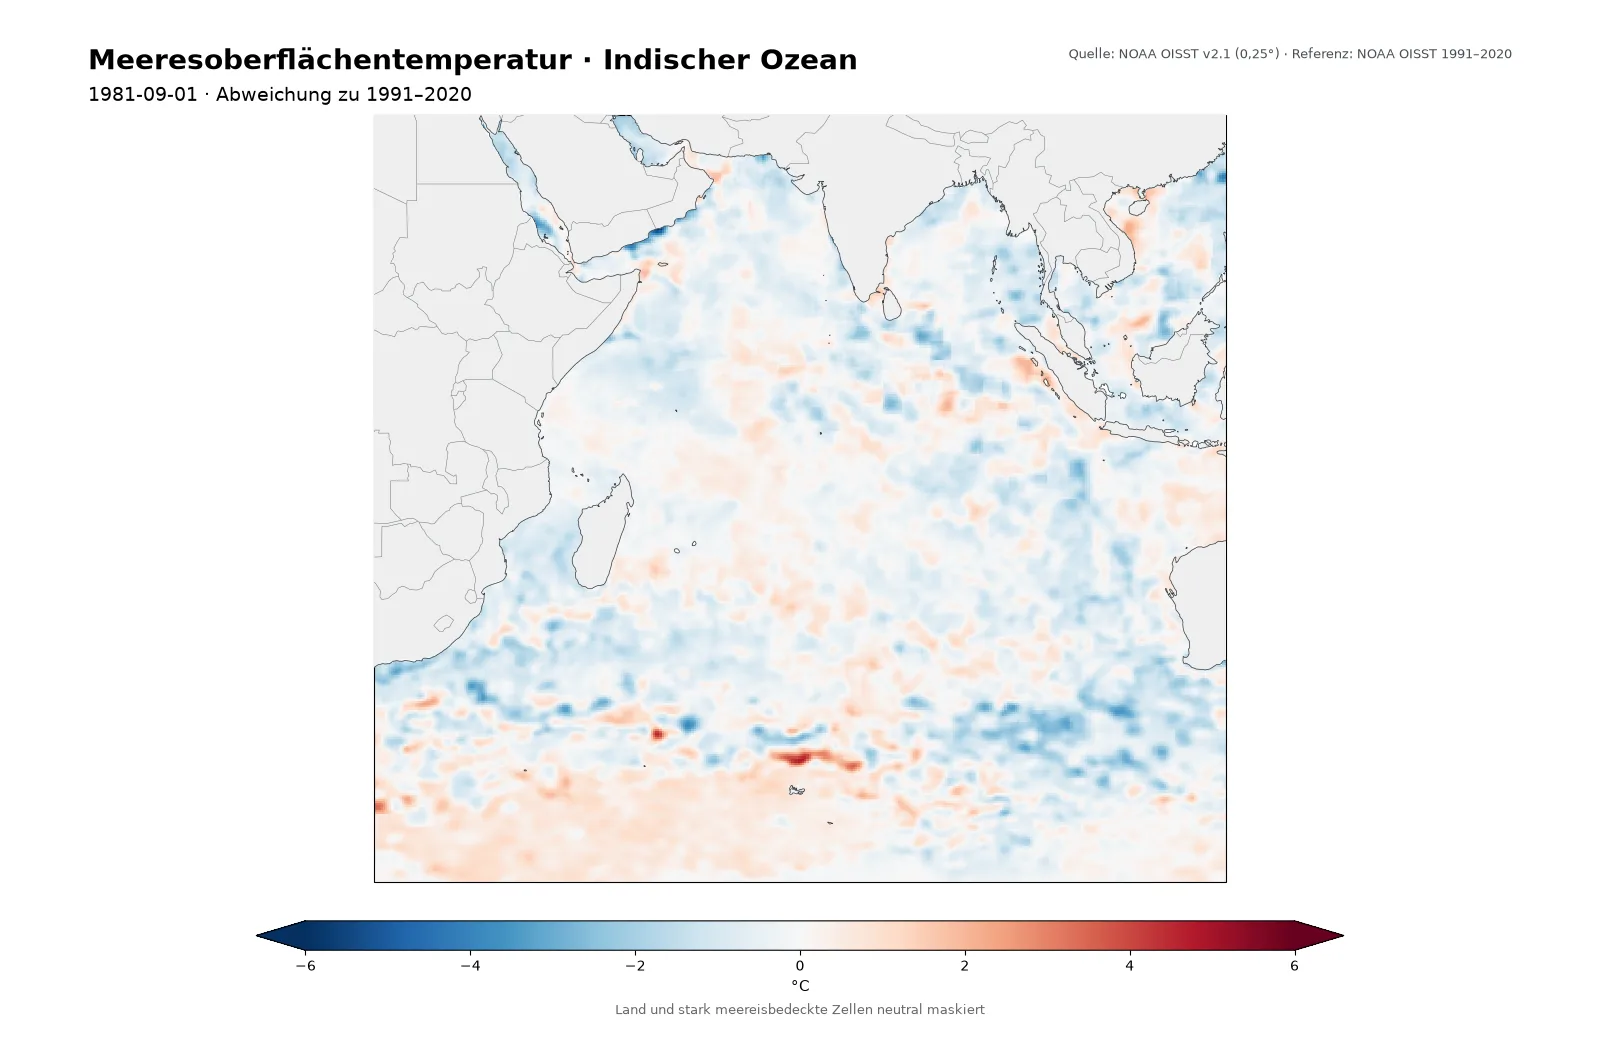 Meeresoberflächentemperatur · Indischer Ozean
Quelle: NOAA OISST v2.1 (0,25°) · Referenz: NOAA OISST 1991–2020
1981-09-01 · Abweichung zu 1991–2020
−6 −4 −2 0 2 4 6
°C
Land und stark meereisbedeckte Zellen neutral maskiert